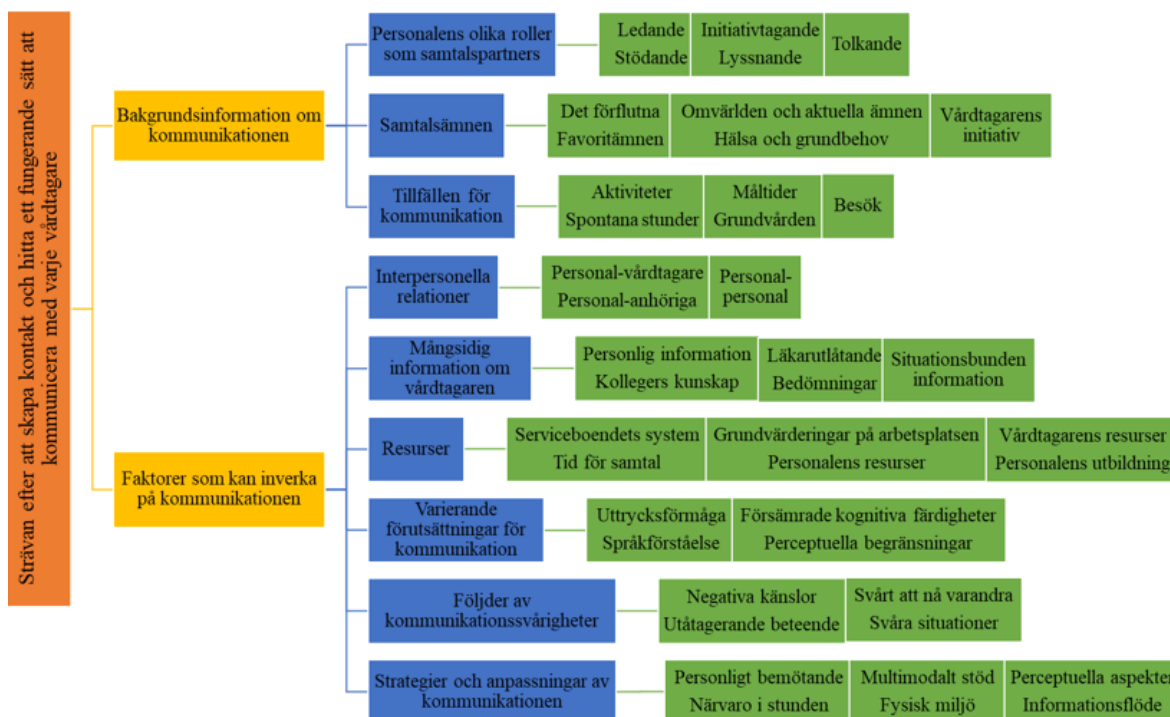 Strävan efter att skapa kontakt och hitta ett fungerande sätt att
kommunicera med varje vårdtagare
Bakgrundsinformation om
kommunikationen
Personalens olika roller
som samtalspartners
Ledande
Stödande
Initiativtagande
Lyssnande
Tolkande
Samtalsämnen
Det förflutna
Favoritämnen
Omvärlden och aktuella ämnen
Hälsa och grundbehov
Vårdtagarens
initiativ
Tillfällen för
kommunikation
Aktiviteter
Spontana stunder
Måltider
Grundvården
Besök
Faktorer som kan inverka
på kommunikationen
Interpersonella
relationer
Personal-vårdtagare
Personal-anhöriga
Personal-
personal
Mångsidig
information om
vårdtagaren
Personlig information
Kollegers kunskap
Läkarutlåtande
Bedömningar
Situationsbunden
information
Resurser
Serviceboendets system
Tid för samtal
Grundvärderingar på arbetsplatsen
Personalens resurser
Vårdtagarens resurser
Personalens utbildning
Varierande
förutsättningar för
kommunikation
Uttrycksförmåga
Språkförståelse
Försämrade kognitiva färdigheter
Perceptuella begränsningar
Följder av
kommunikationssvårigheter
Negativa känslor
Utåtagerande beteende
Svårt att nå varandra
Svåra situationer
Strategier och anpassningar av
kommunikationen
Personligt bemötande
Närvaro i stunden
Multimodalt stöd
Fysisk miljö
Perceptuella aspekter
Informationsflöde